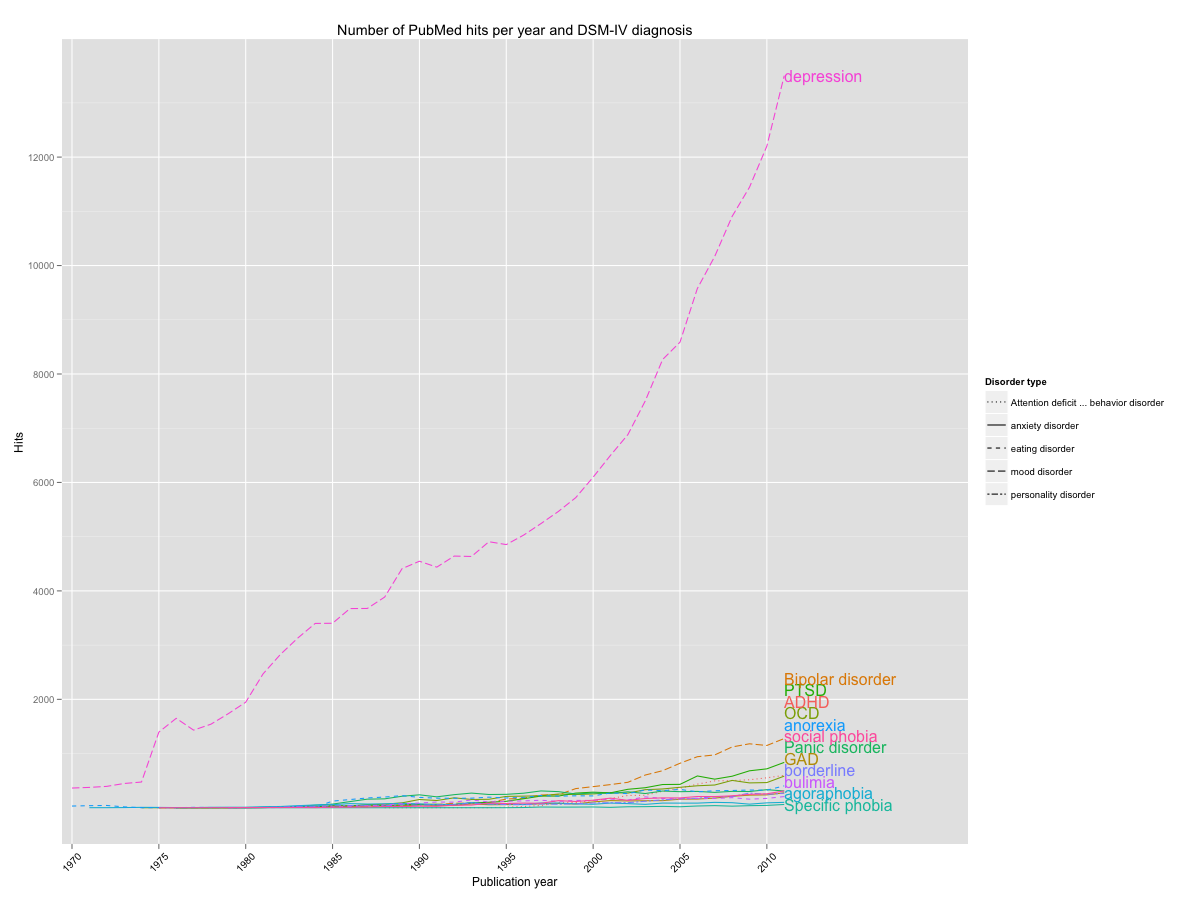 Number of PubMed hits per year and DSM-IV diagnosis
depression
12000
10000
8000
6000
4000
2000
Hits
Bipolar disorder
PTSD
ADHD
OCD
anorexia
social phobia
Panic disorder
GAD
borderline
bulimia
agoraphobia
Specific phobia
1970
1975
1980
1985
1990
1995
2000
2005
2010
Publication year
Disorder type
Attention deficit ... behavior disorder
anxiety disorder
eating disorder
mood disorder
personality disorder